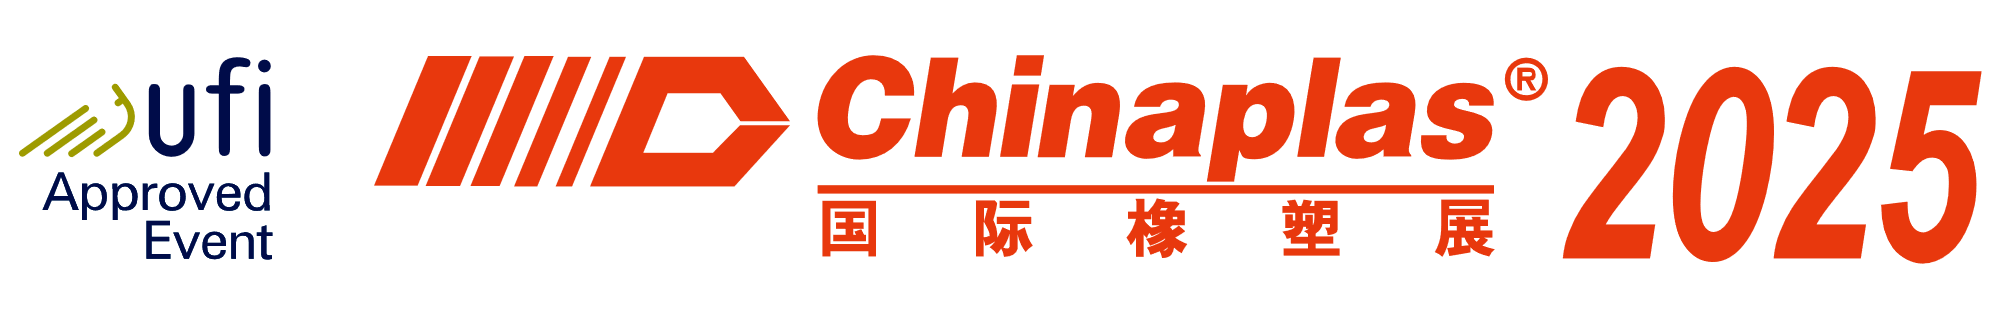 ufi
Approved
Event
Chinaplas® 2025
国际橡塑展